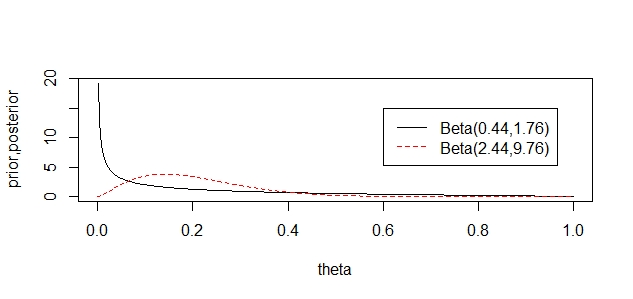 prior,posterior
20
10
5
0
Beta(0.44,1.76)
Beta(2.44,9.76)
0.0 0.2 0.4 0.6 0.8 1.0
theta